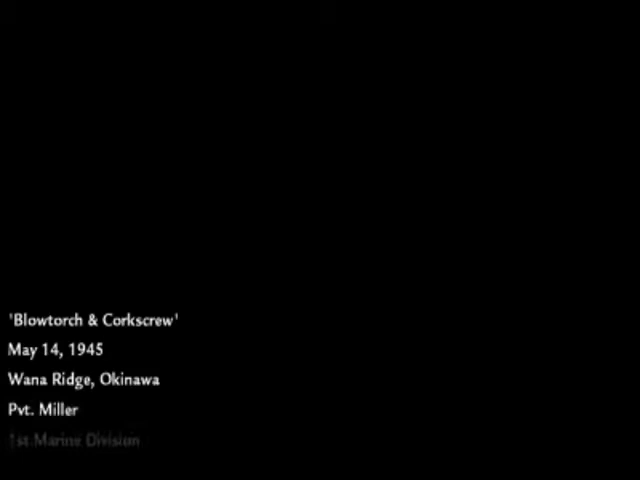 'Blowtorch & Corkscrew'
May 14, 1945
Wana Ridge, Okinawa
Pvt. Miller
1st Marine Division